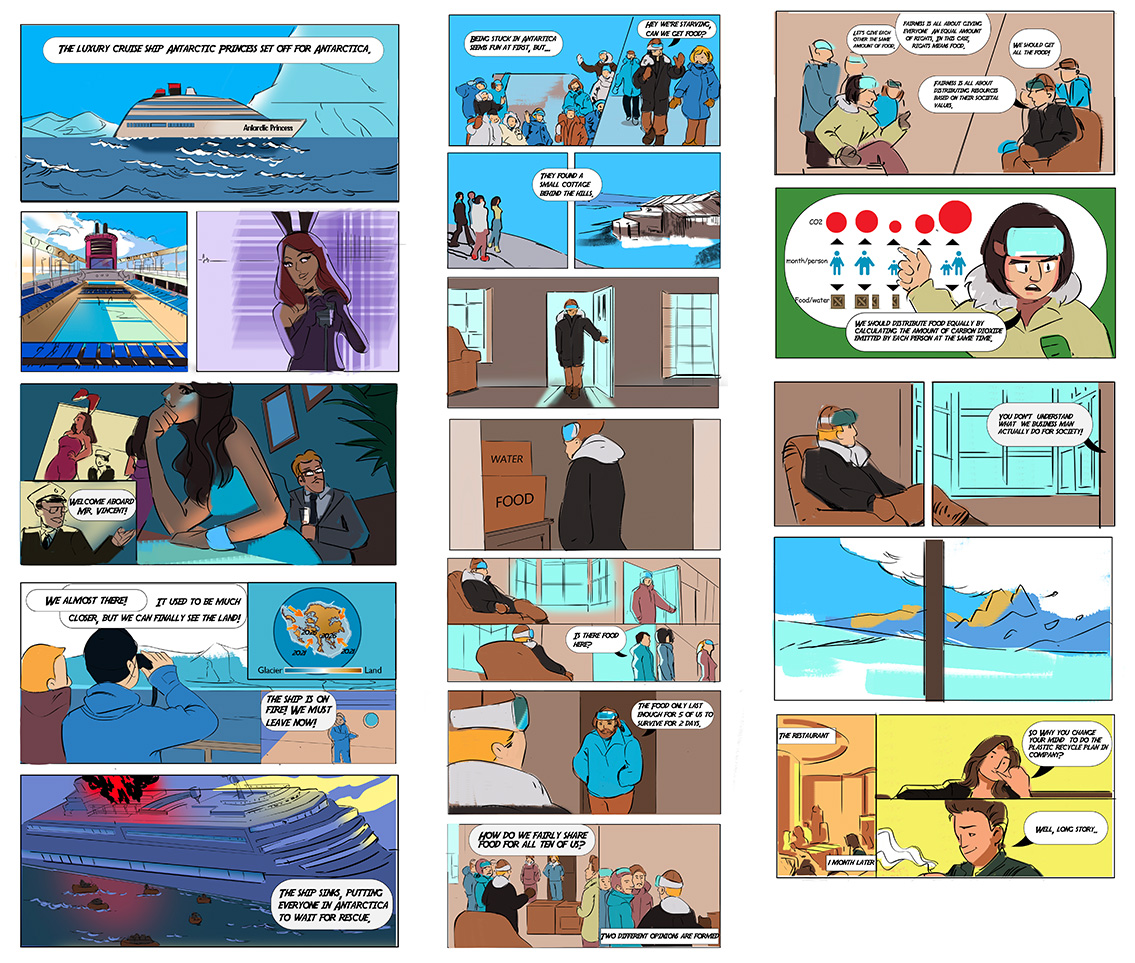 THE LUXURY CRUISE SHIP ANTARCTIC PRINCESS SET OFF FOR ANTARCTICA.
Antarctic Princess
WELCOME ABOARD
MR. VINCENT!
WE ALMOST THERE!
IT USED TO BE MUCH
CLOSER, BUT WE CAN FINALLY SEE THE LAND!
2026
2026
2021
2021
Glacier
Land
THE SHIP IS ON
FIRE! WE MUST
LEAVE NOW!
THE SHIP SINKS, PUTTING
EVERYONE IN ANTARCTICA
TO WAIT FOR RESCUE.
BEING STUCK IN ANTARTICA
SEEMS FUN AT FIRST, BUT...
HEY WE'RE STARVING,
CAN WE GET FOOD?
THEY FOUND A
SMALL COTTAGE
BEHIND THE HILLS.
WATER
FOOD
IS THERE FOOD
HERE?
THE FOOD ONLY LAST
ENOUGH FOR 5 OF US TO
SURVIVE FOR 2 DAYS.
HOW DO WE FAIRLY SHARE
FOOD FOR ALL TEN OF US?
TWO DIFFERENT OPINIONS ARE FORMED
LET'S GIVE EACH
OTHER THE SAME
AMOUNT OF FOOD.
FAIRNESS IS ALL ABOUT GIVING
EVERYONE AN EQUAL AMOUNT
OF RIGHTS, IN THIS CASE,
RIGHTS MEANS FOOD.
WE SHOULD GET
ALL THE FOOD!
FAIRNESS IS ALL ABOUT
DISTRIBUTING RESOURCES
BASED ON THEIR SOCIETAL
VALUES.
CO2
month/person
Food/water
WE SHOULD DISTRIBUTE FOOD EQUALLY BY
CALCULATING THE AMOUNT OF CARBON DIOXIDE
EMITTED BY EACH PERSON AT THE SAME TIME.
YOU DON'T UNDERSTAND
WHAT WE BUSINESS MAN
ACTUALLY DO FOR SOCIETY!
THE RESTAURANT
1 MONTH LATER
SO WHY YOU CHANGE
YOUR MIND TO DO THE
PLASTIC RECYCLE PLAN IN
COMPANY?
WELL, LONG STORY...